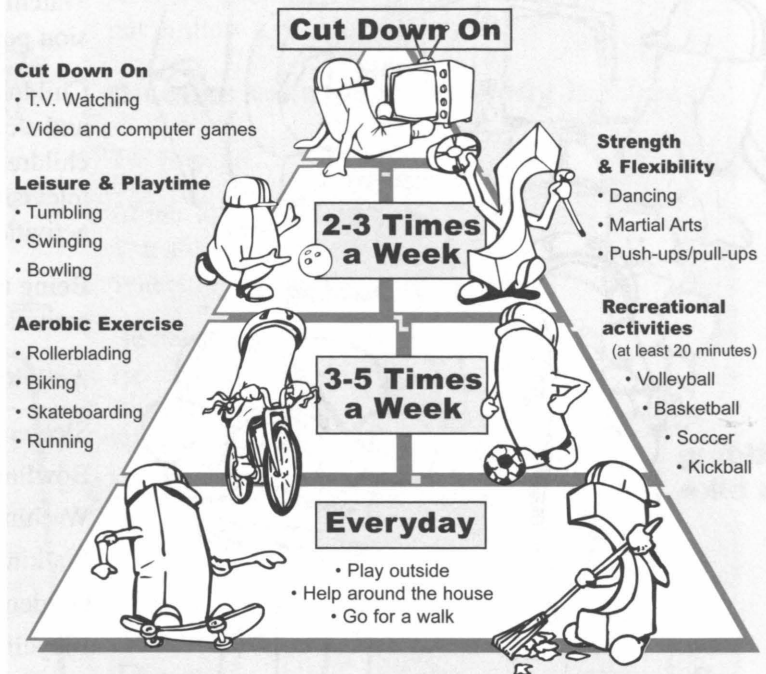 Cut Down On
Cut Down On
• T.V. Watching
• Video and computer games
Leisure & Playtime
• Tumbling
• Swinging
• Bowling
2-3 Times
a Week
Strength
& Flexibility
• Dancing
• Martial Arts
• Push-ups/pull-ups
Aerobic Exercise
• Rollerblading
• Biking
• Skateboarding
• Running
3-5 Times
a Week
Recreational
activities
(at least 20 minutes)
• Volleyball
• Basketball
• Soccer
• Kickball
Everyday
• Play outside
• Help around the house
• Go for a walk